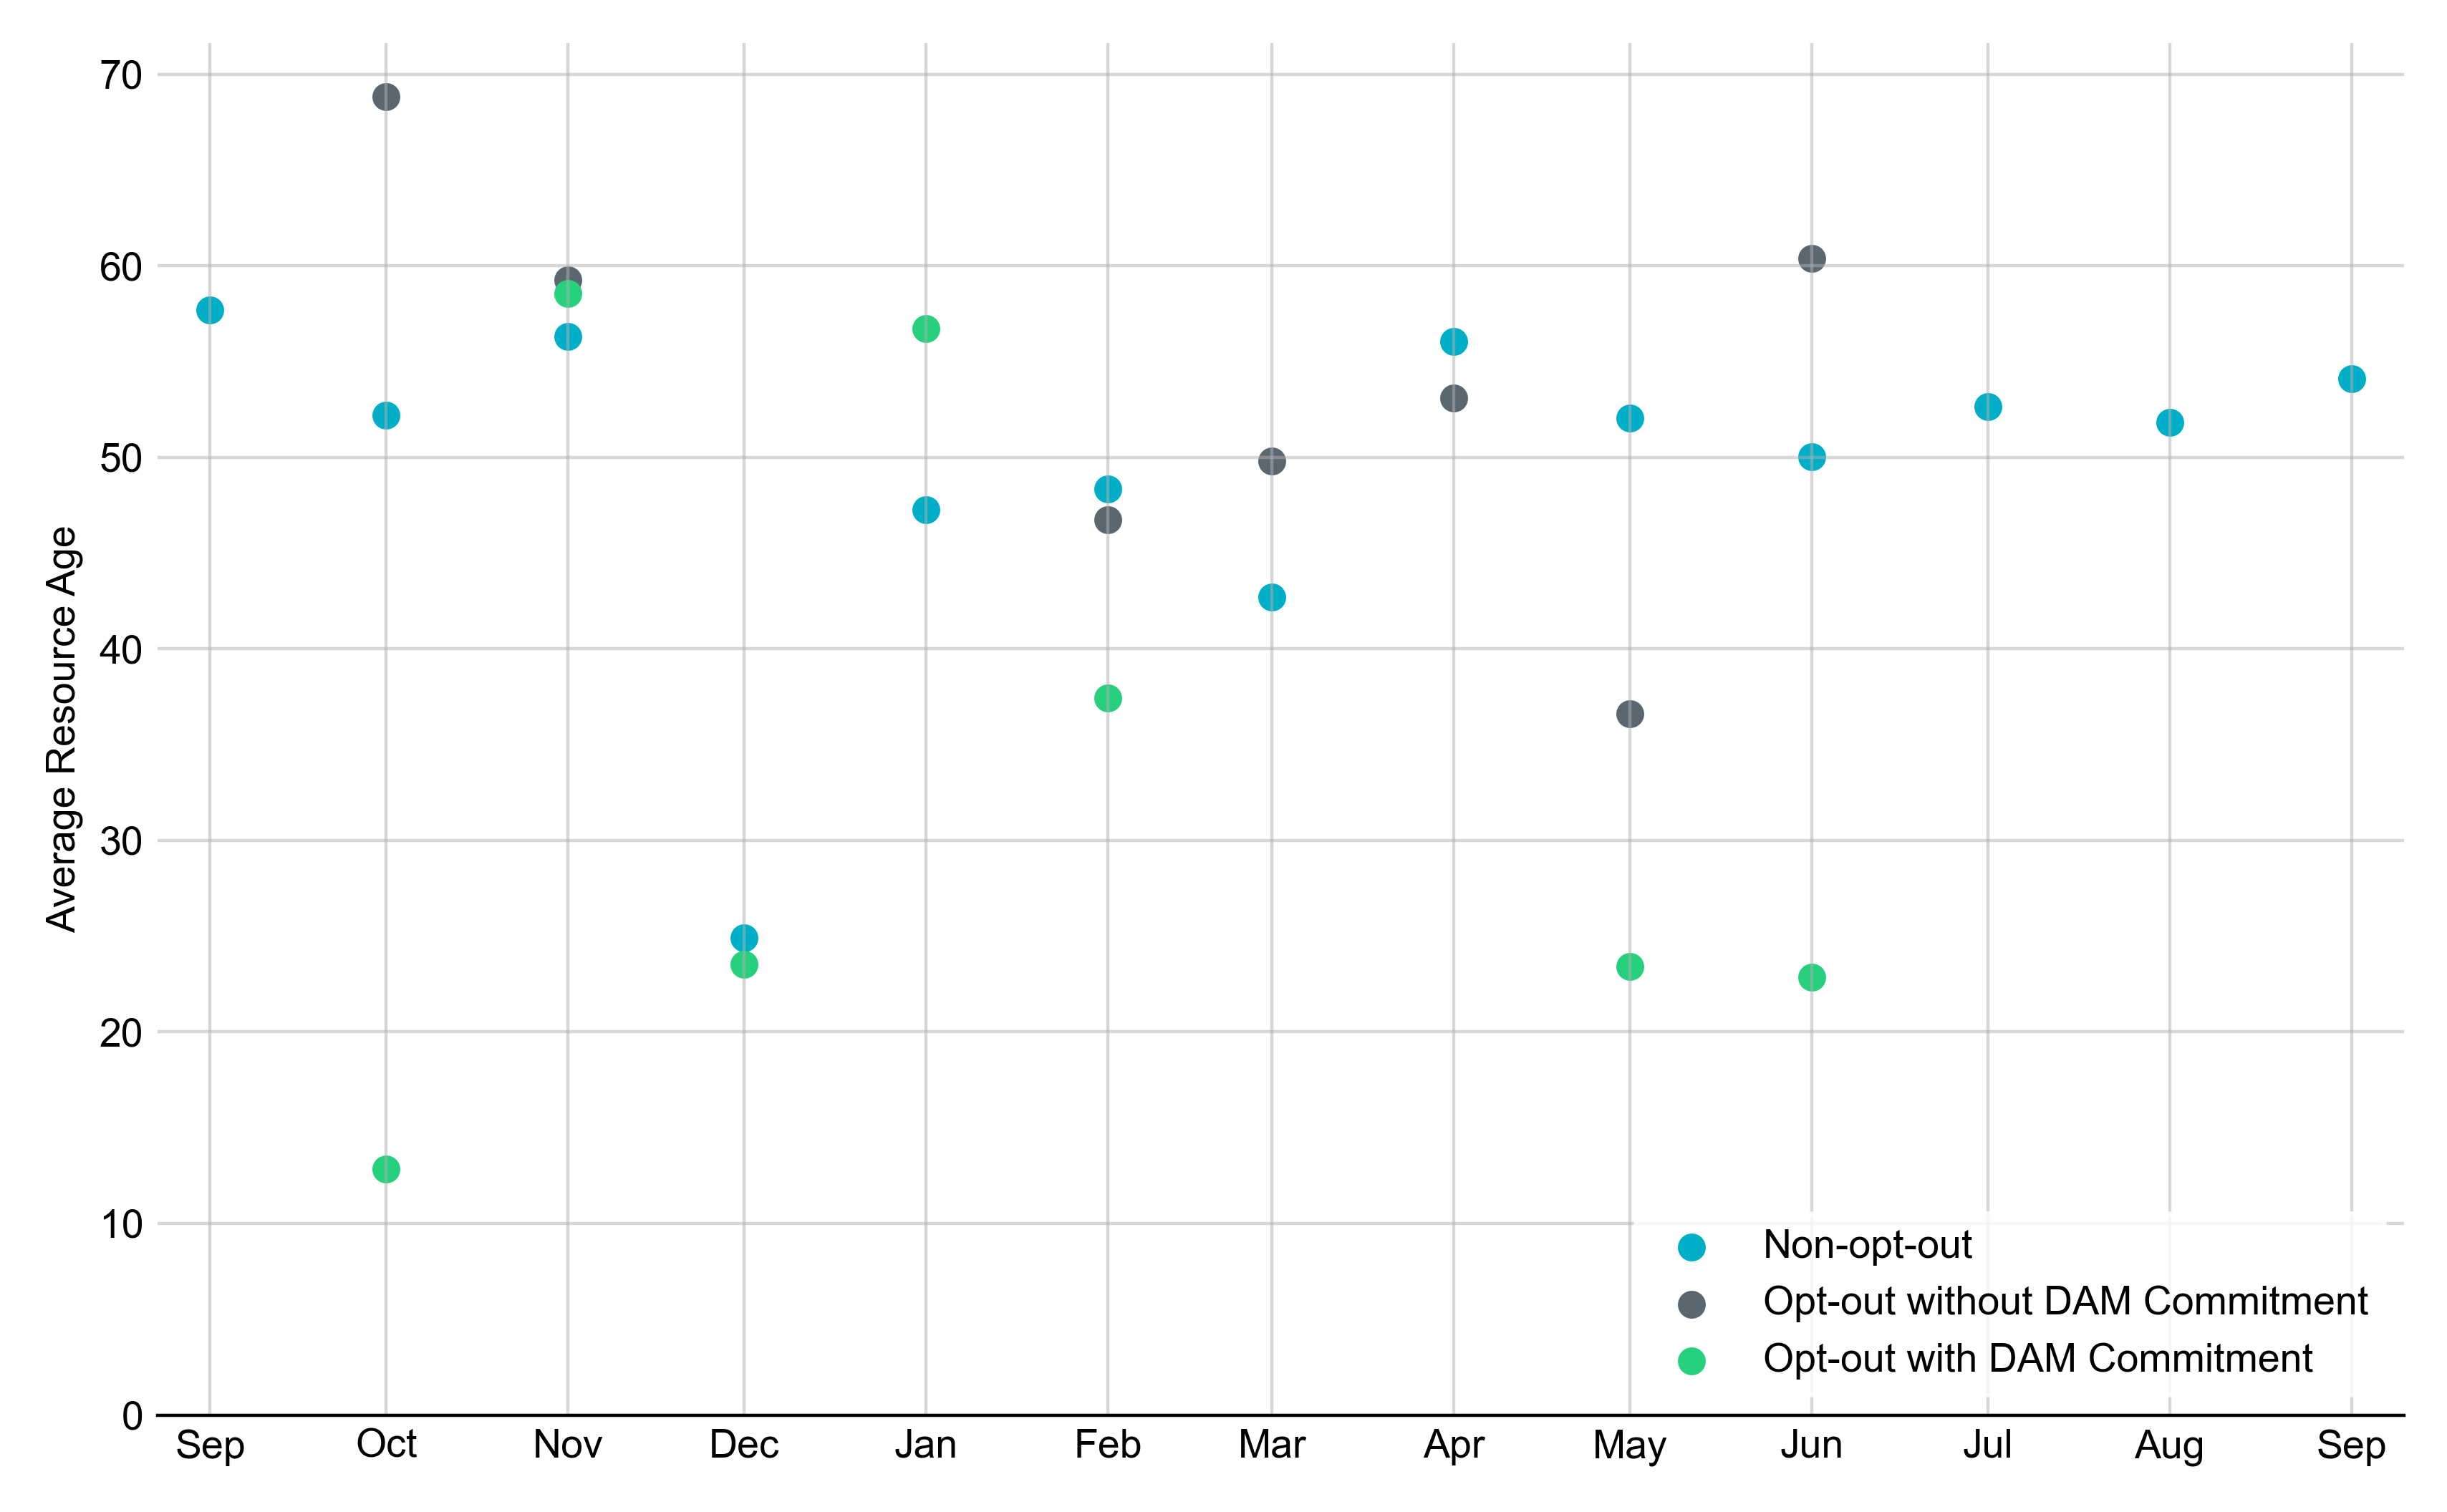 Average Resource Age
70
60
50
40
30
20
10
0
Sep Oct Nov Dec Jan Feb Mar Apr May Jun Jul Aug Sep
Non-opt-out
Opt-out without DAM Commitment
Opt-out with DAM Commitment